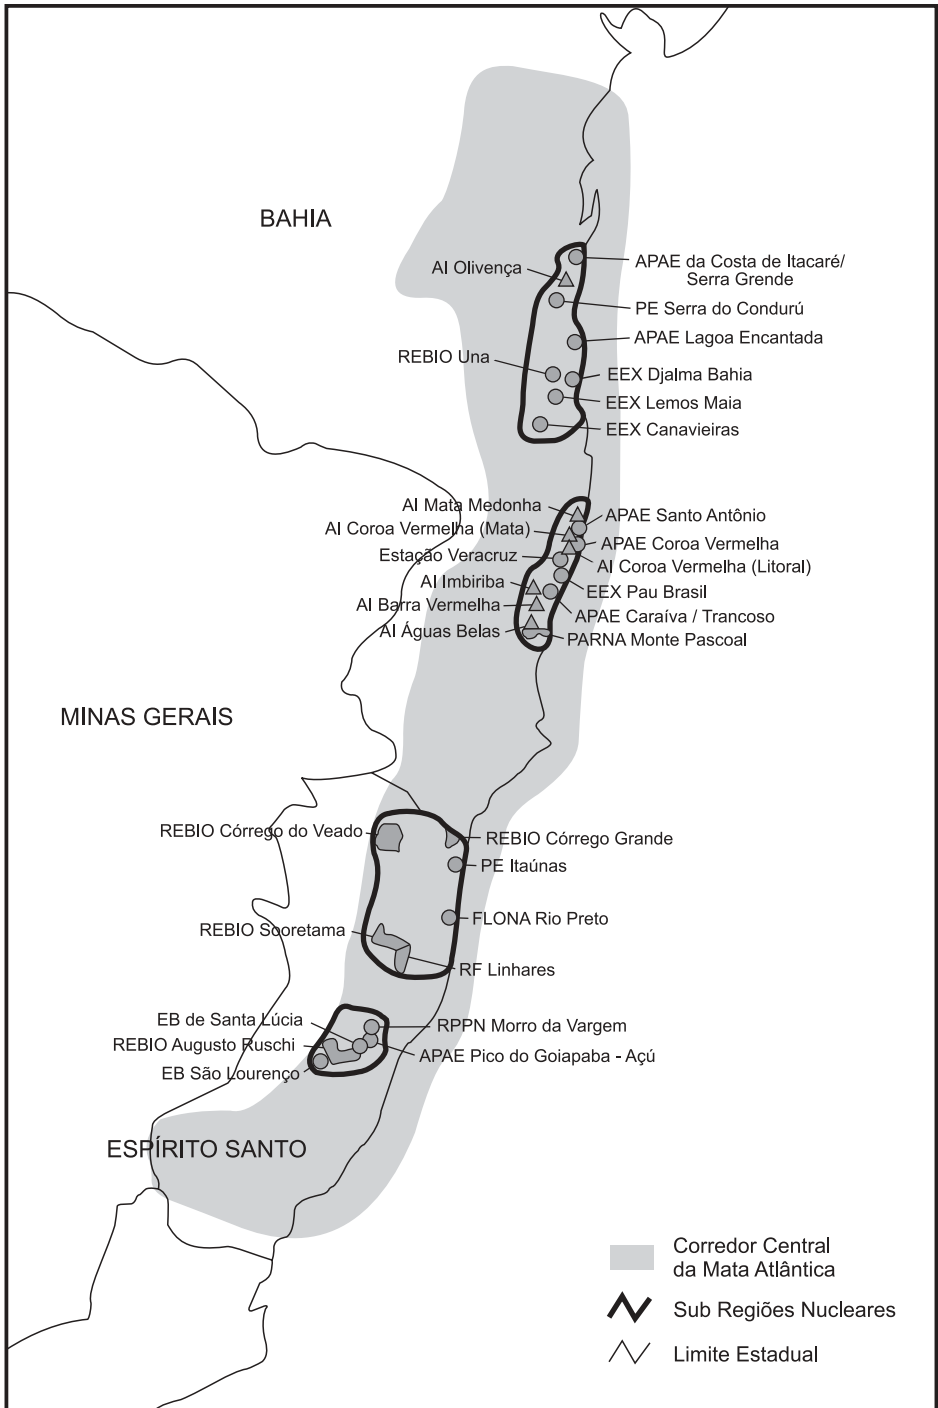 BAHIA
AI Olivença
APAE da Costa de Itacaré/
Serra Grende
PE Serra do Condurú
APAE Lagoa Encantada
REBIO Una
EEX Djalma Bahia
EEX Lemos Maia
EEX Canavieiras
AI Mata Medonha
APAE Santo Antônio
AI Coroa Vermelha (Mata)
APAE Coroa Vermelha
Estação Veracruz
AI Coroa Vermelha (Litoral)
AI Imbiriba
EEX Pau Brasil
AI Barra Vermelha
APAE Caraíva / Trancoso
AI Águas Belas
PARNA Monte Pascoal
MINAS GERAIS
REBIO Córrego do Veado
REBIO Córrego Grande
PE Itaúnas
FLONA Rio Preto
REBIO Sooretama
RF Linhares
EB de Santa Lúcia
RPPN Morro da Vargem
REBIO Augusto Ruschi
APAE Pico do Goiapaba - Açú
EB São Lourenço
ESPÍRITO SANTO
Corredor Central
da Mata Atlântica
Sub Regiões Nucleares
Limite Estadual